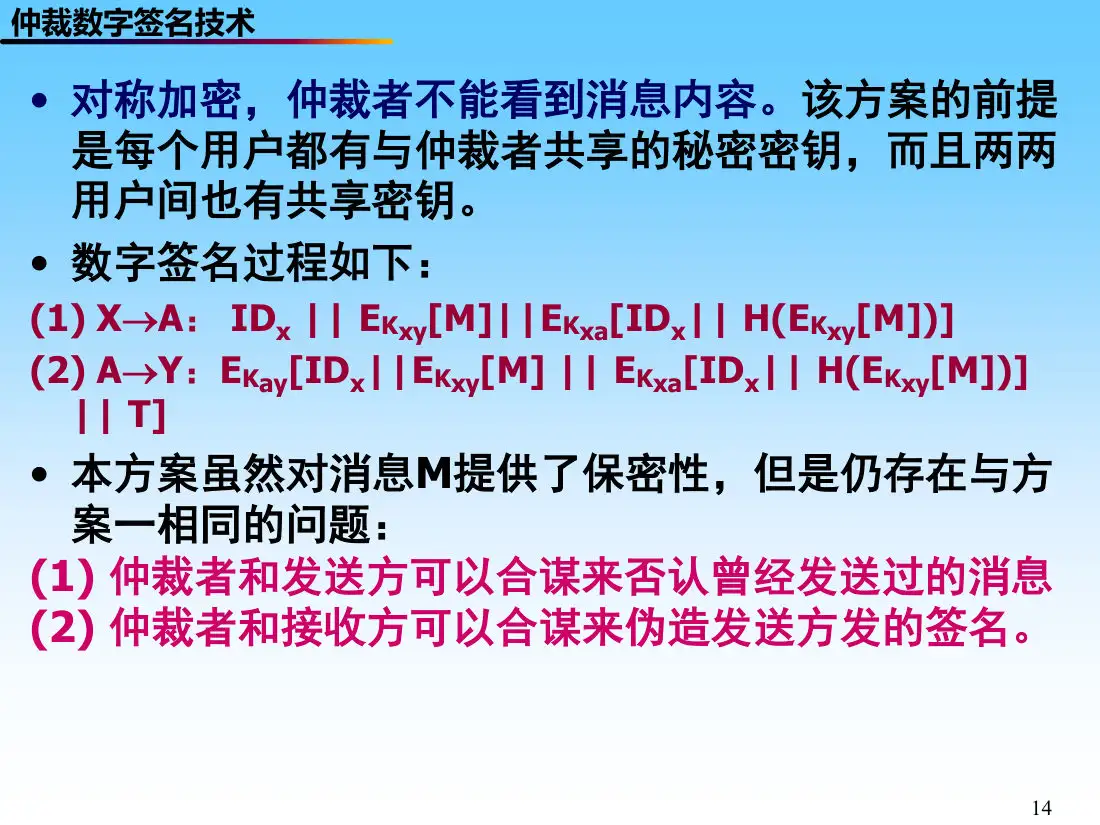 仲裁数字签名技术
• 对称加密，仲裁者不能看到消息内容。该方案的前提
是每个用户都有与仲裁者共享的秘密密钥，而且两两
用户间也有共享密钥。
• 数字签名过程如下：
(1) X→A： IDx || EKxy[M]||EKxa[IDx|| H(EKxy[M])]
(2) A→Y：EKay[IDx||EKxy[M] || EKxa[IDx|| H(EKxy[M])]
|| T]
• 本方案虽然对消息M提供了保密性，但是仍存在与方
案一相同的问题：
(1) 仲裁者和发送方可以合谋来否认曾经发送过的消息
(2) 仲裁者和接收方可以合谋来伪造发送方发的签名。
14